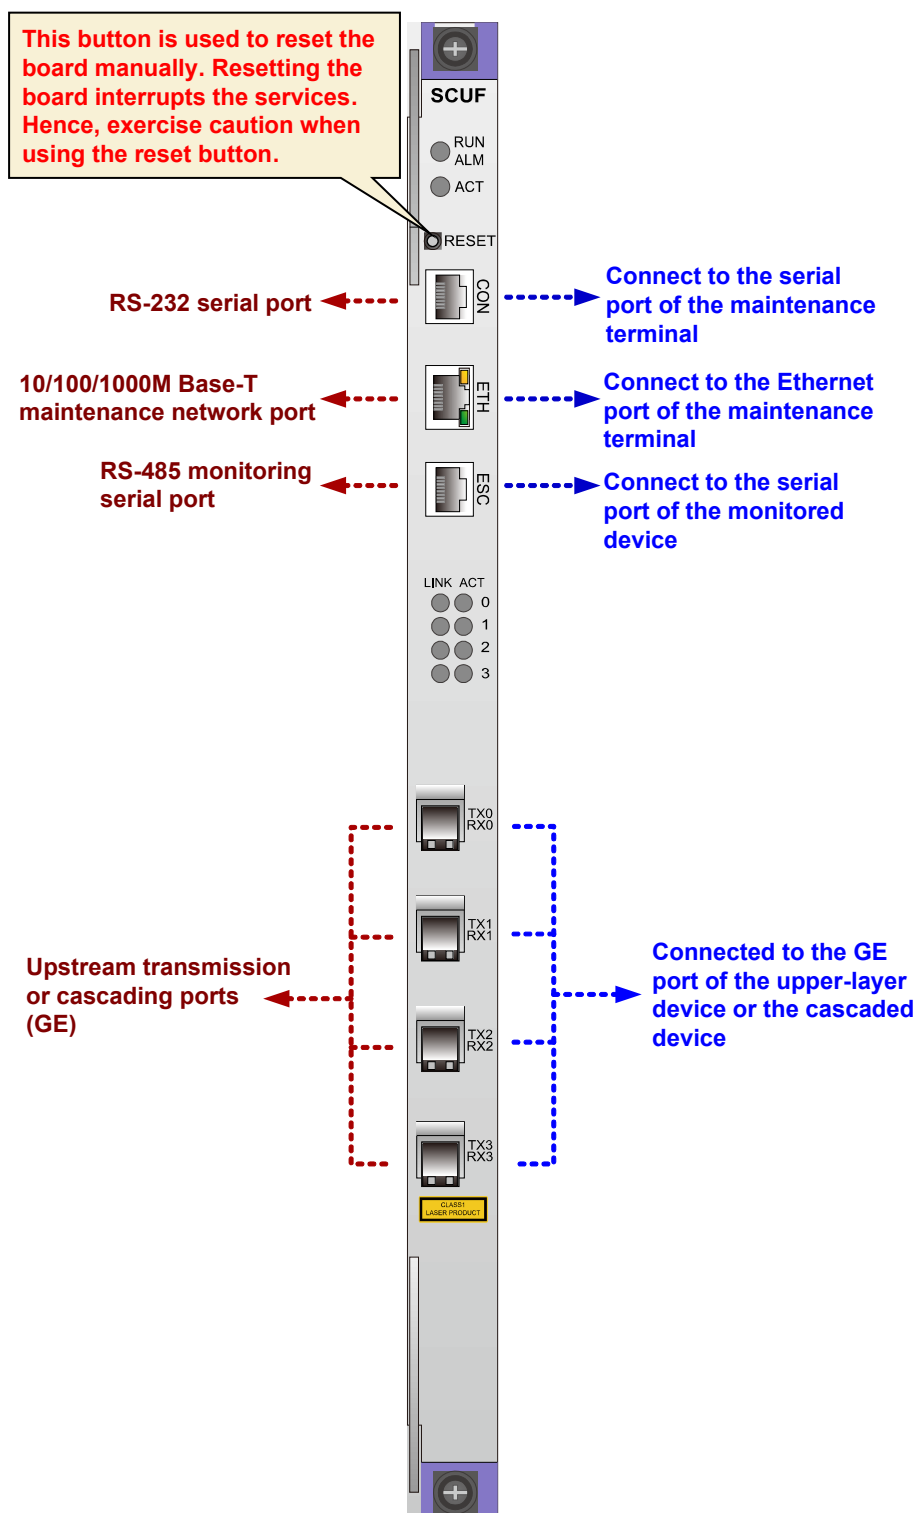 This button is used to reset the
board manually. Resetting the
board interrupts the services.
Hence, exercise caution when
using the reset button.
SCUF
RUN
ALM
ACT
RESET
RS-232 serial port
CON
Connect to the serial
port of the maintenance
terminal
10/100/1000M Base-T
maintenance network port
ETH
Connect to the Ethernet
port of the maintenance
terminal
RS-485 monitoring
serial port
ESC
Connect to the serial
port of the monitored
device
LINK ACT
0
1
2
3
TX0
RX0
TX1
RX1
Upstream transmission
or cascading ports
(GE)
Connected to the GE
port of the upper-layer
device or the cascaded
device
TX2
RX2
TX3
RX3
CLASS1
LASER PRODUCT